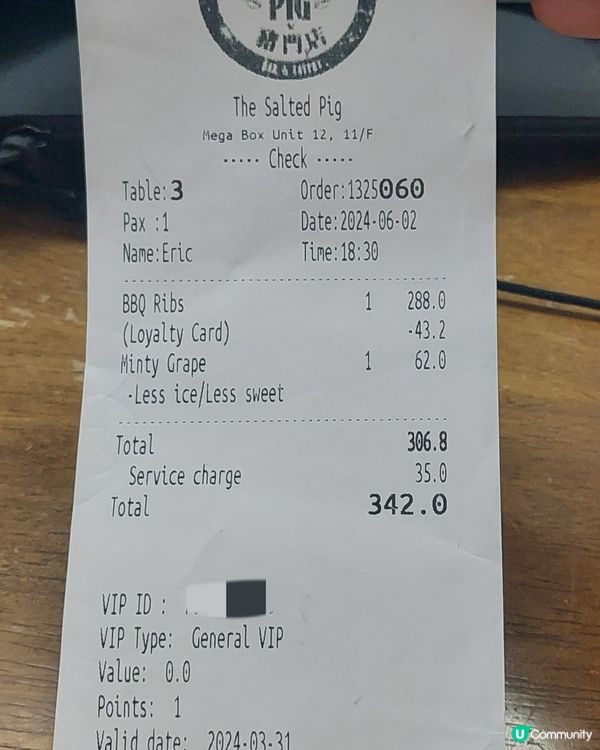 PIG
BAR & EATERY
The Salted Pig
Mega Box Unit 12, 11/F
----- Check -----
Table:3 Order:1325060
Pax :1 Date:2024-06-02
Name:Eric Time:18:30
BBQ Ribs 1 288.0
(Loyalty Card) -43.2
Minty Grape 1 62.0
-Less ice/Less sweet
Total 306.8
Service charge 35.0
Total 342.0
VIP ID :
VIP Type: General VIP
Value: 0.0
Points: 1
Valid date: 2024-03-31
U Community